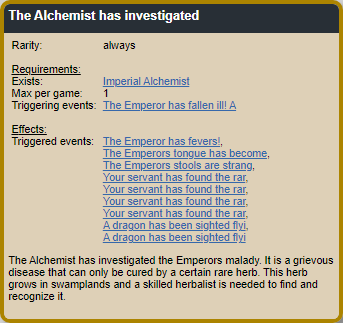 The Alchemist has investigated
Rarity: always
Requirements:
Exists: Imperial Alchemist
Max per game: 1
Triggering events: The Emperor has fallen ill! A
Effects:
Triggered events: The Emperor has fevers!,
The Emperors tongue has become,
The Emperors stools are strang,
Your servant has found the rar,
Your servant has found the rar,
Your servant has found the rar,
Your servant has found the rar,
A dragon has been sighted flyi,
A dragon has been sighted flyi
The Alchemist has investigated the Emperors malady. It is a grievous
disease that can only be cured by a certain rare herb. This herb
grows in swamplands and a skilled herbalist is needed to find and
recognize it.